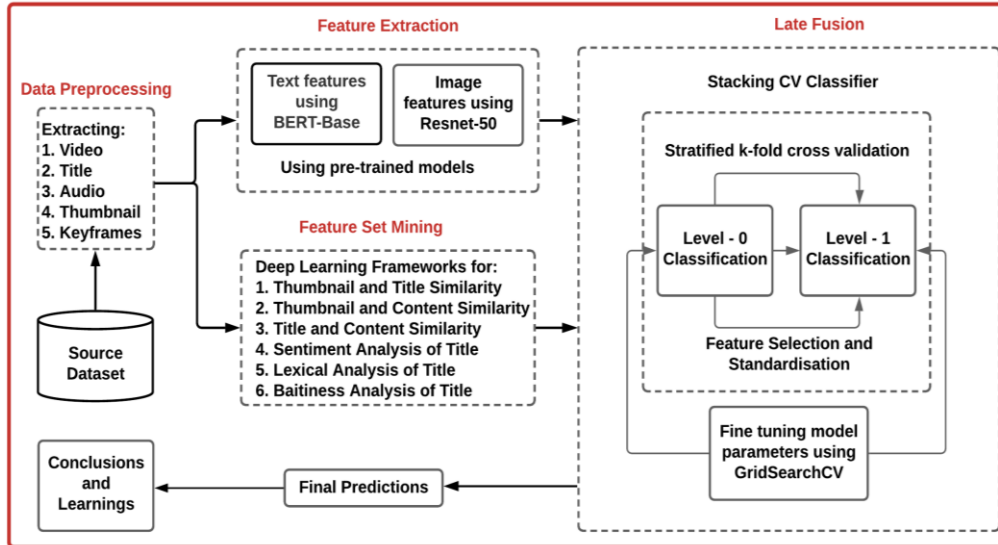 Data Preprocessing
Extracting:
1. Video
2. Title
3. Audio
4. Thumbnail
5. Keyframes
Source
Dataset
Feature Extraction
Text features
using
BERT-Base
Image
features using
Resnet-50
Using pre-trained models
Feature Set Mining
Deep Learning Frameworks for:
1. Thumbnail and Title Similarity
2. Thumbnail and Content Similarity
3. Title and Content Similarity
4. Sentiment Analysis of Title
5. Lexical Analysis of Title
6. Baitiness Analysis of Title
Late Fusion
Stacking CV Classifier
Stratified k-fold cross validation
Level - 0
Classification
Level - 1
Classification
Feature Selection and
Standardisation
Fine tuning model
parameters using
GridSearchCV
Final Predictions
Conclusions
and
Learnings